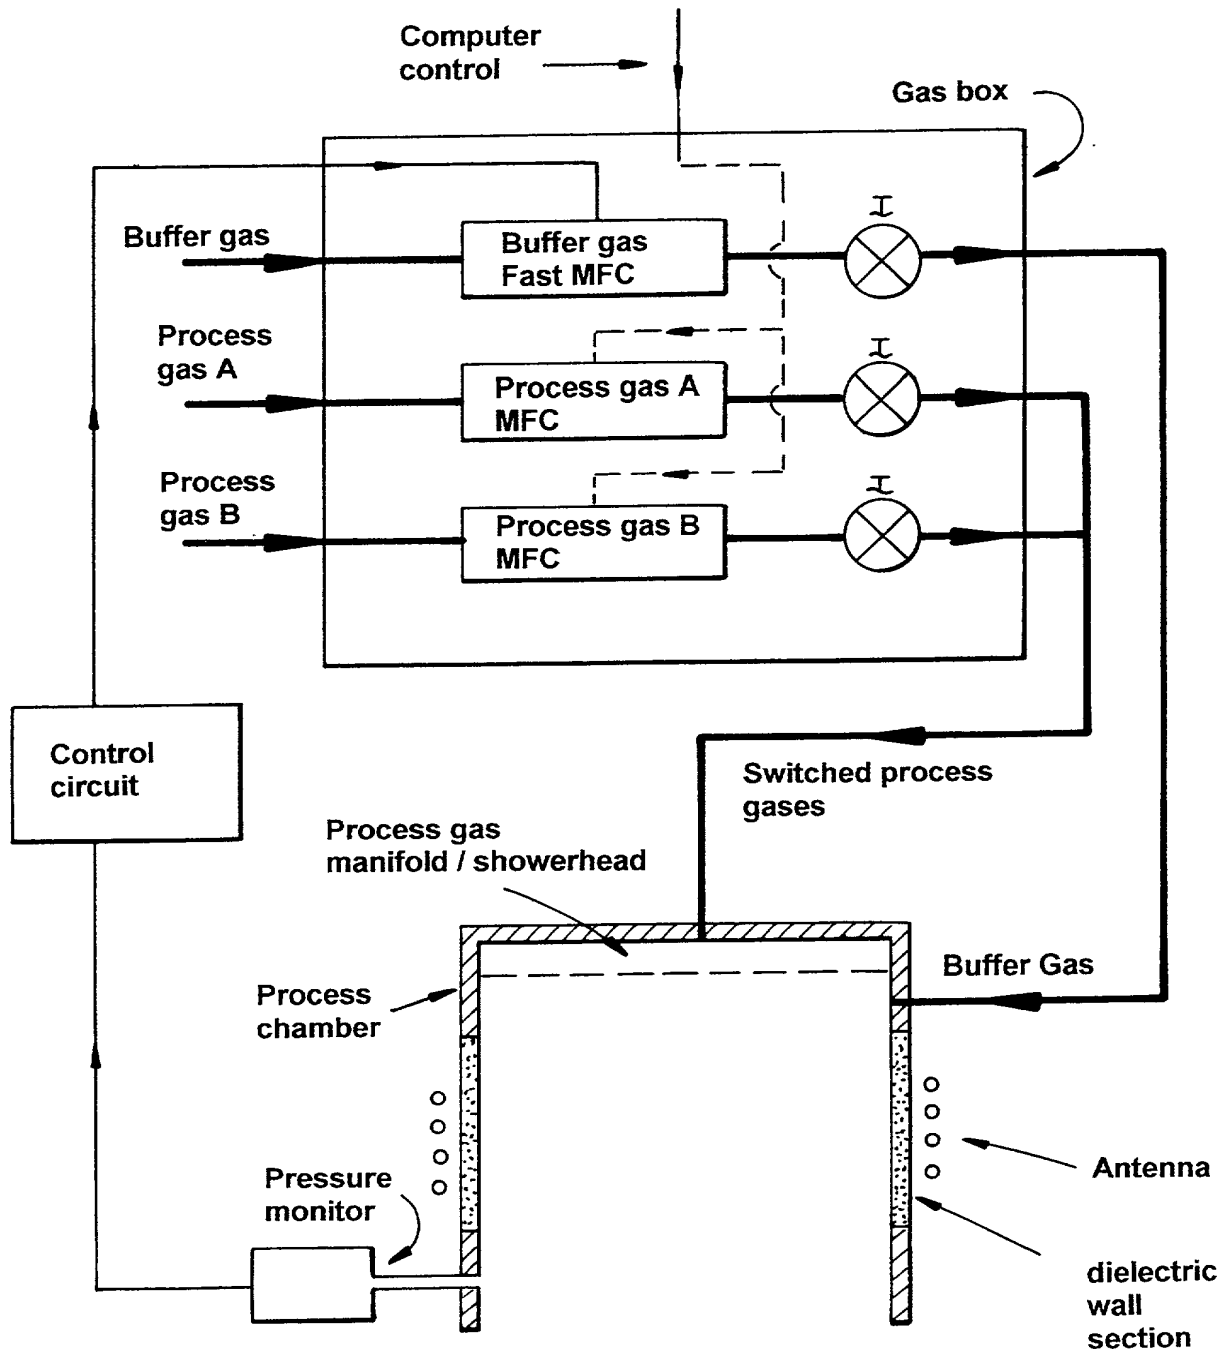 Computer
control
Gas box
Buffer gas
Buffer gas
Fast MFC
Process
gas A
Process gas A
MFC
Process
gas B
Process gas B
MFC
Control
circuit
Switched process
gases
Process gas
manifold / showerhead
Buffer Gas
Process
chamber
Antenna
Pressure
monitor
dielectric
wall
section